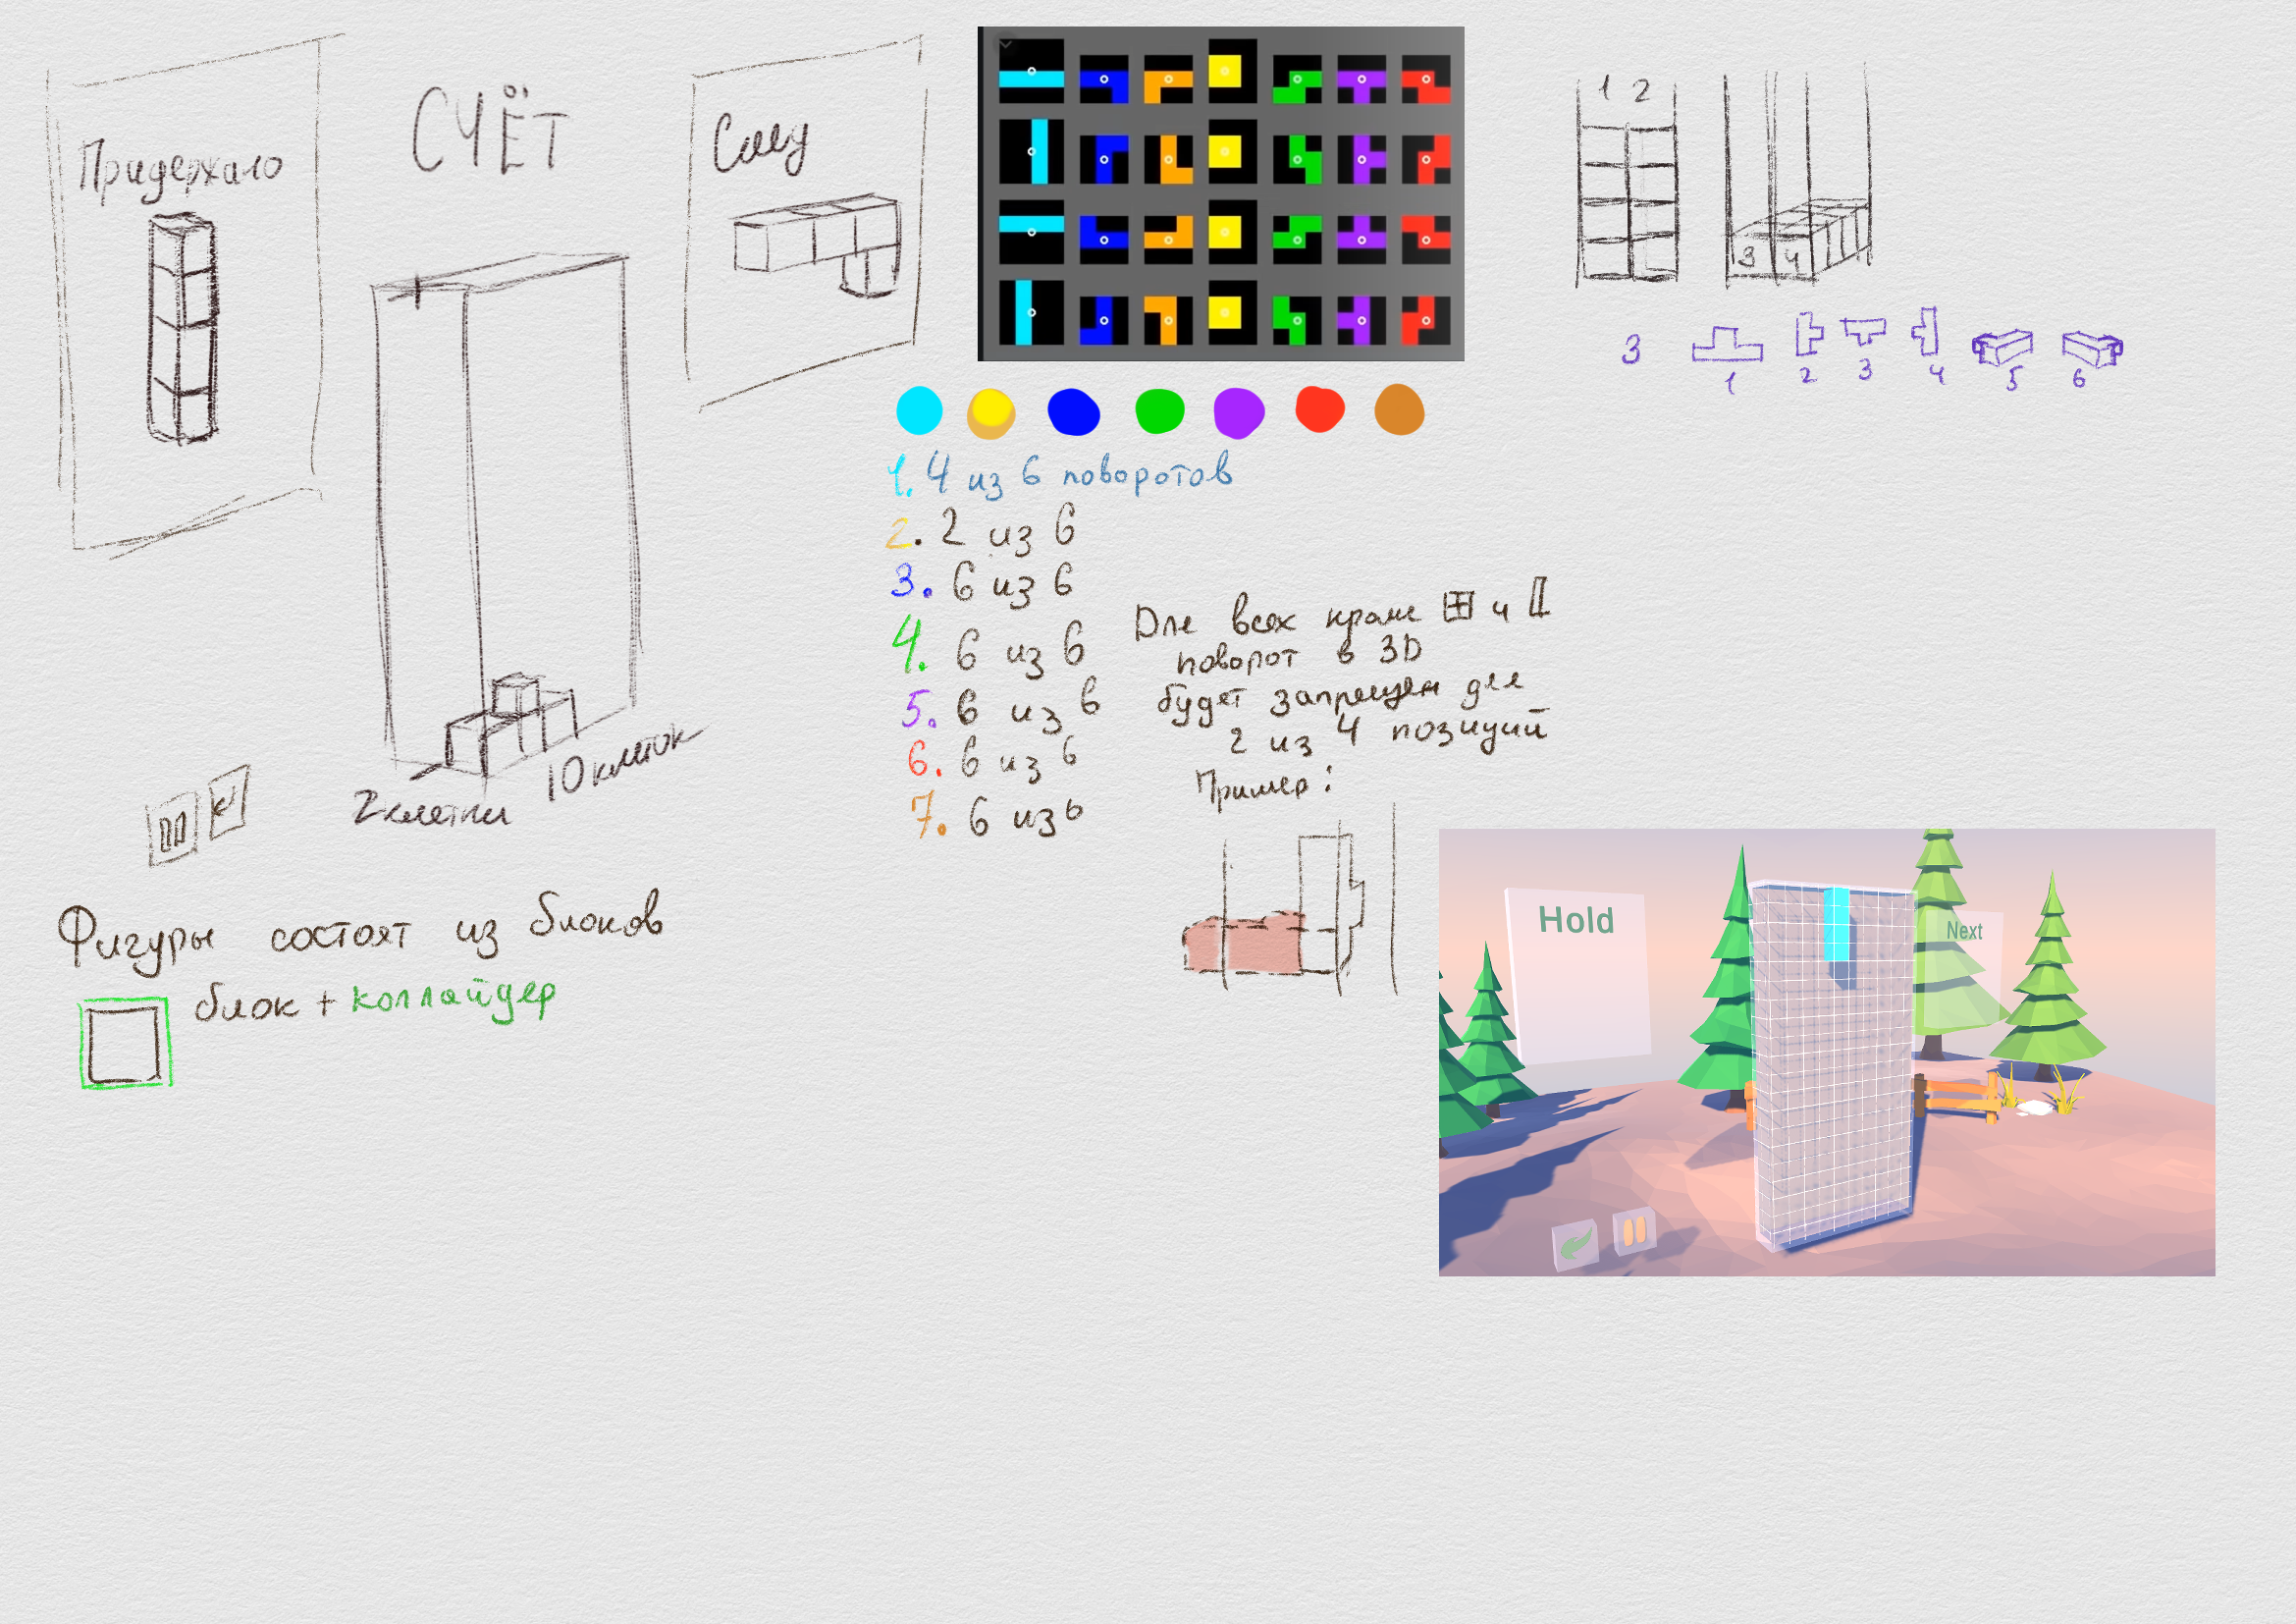 Придержало
СЧЁТ
След
2 клетки
10 клеток
Фигуры состоят из блоков
блок + коллайдер
1. 4 из 6 поворотов
2. 2 из 6
3. 6 из 6
4. 6 из 6
5. 6 из 6
6. 6 из 6
7. 6 из 6
Для всех кроме и
поворот в 3D
будет запрещен для
2 из 4 позиций
Пример:
1 2
3 4
3
1 2 3 4 5 6
Hold
Next